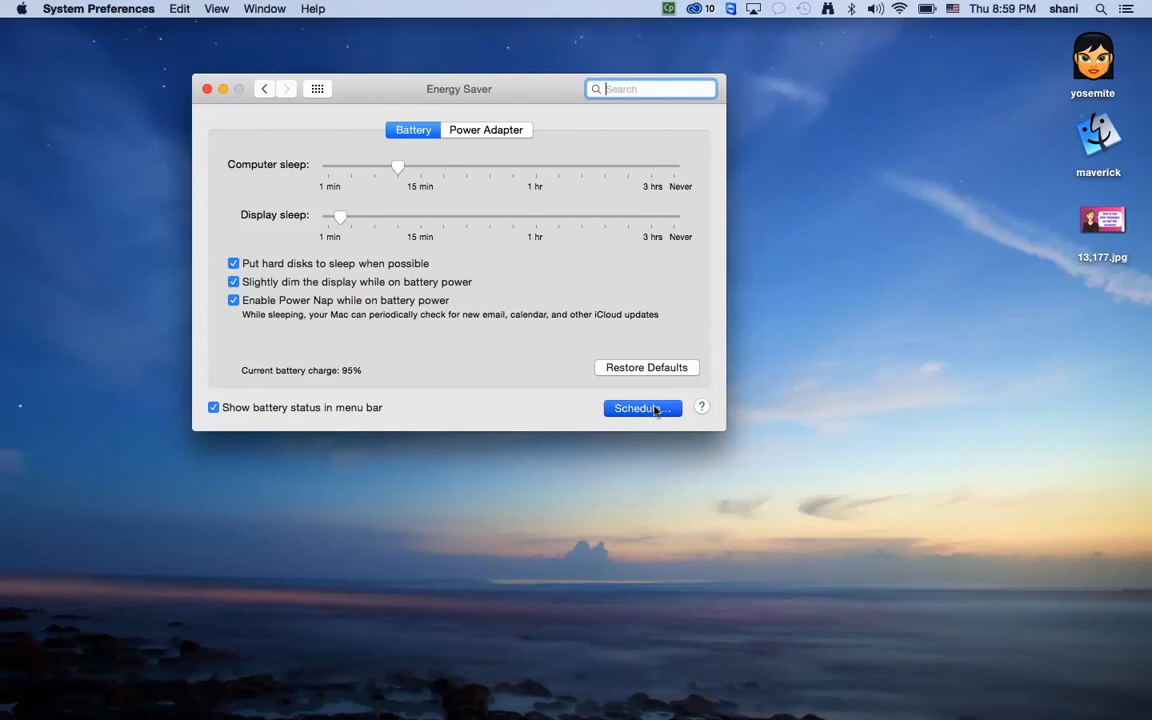 System Preferences Edit View Window Help
Cp 10 Thu 8:59 PM shani
Energy Saver
Search
Battery Power Adapter
Computer sleep:
1 min 15 min 1 hr 3 hrs Never
Display sleep:
1 min 15 min 1 hr 3 hrs Never
Put hard disks to sleep when possible
Slightly dim the display while on battery power
Enable Power Nap while on battery power
While sleeping, your Mac can periodically check for new email, calendar, and other iCloud updates
Current battery charge: 95%
Restore Defaults
Show battery status in menu bar
Schedule... ?
yosemite
maverick
13,177.jpg